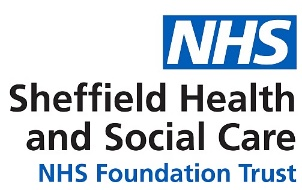 NHS
Sheffield Health
and Social Care
NHS Foundation Trust